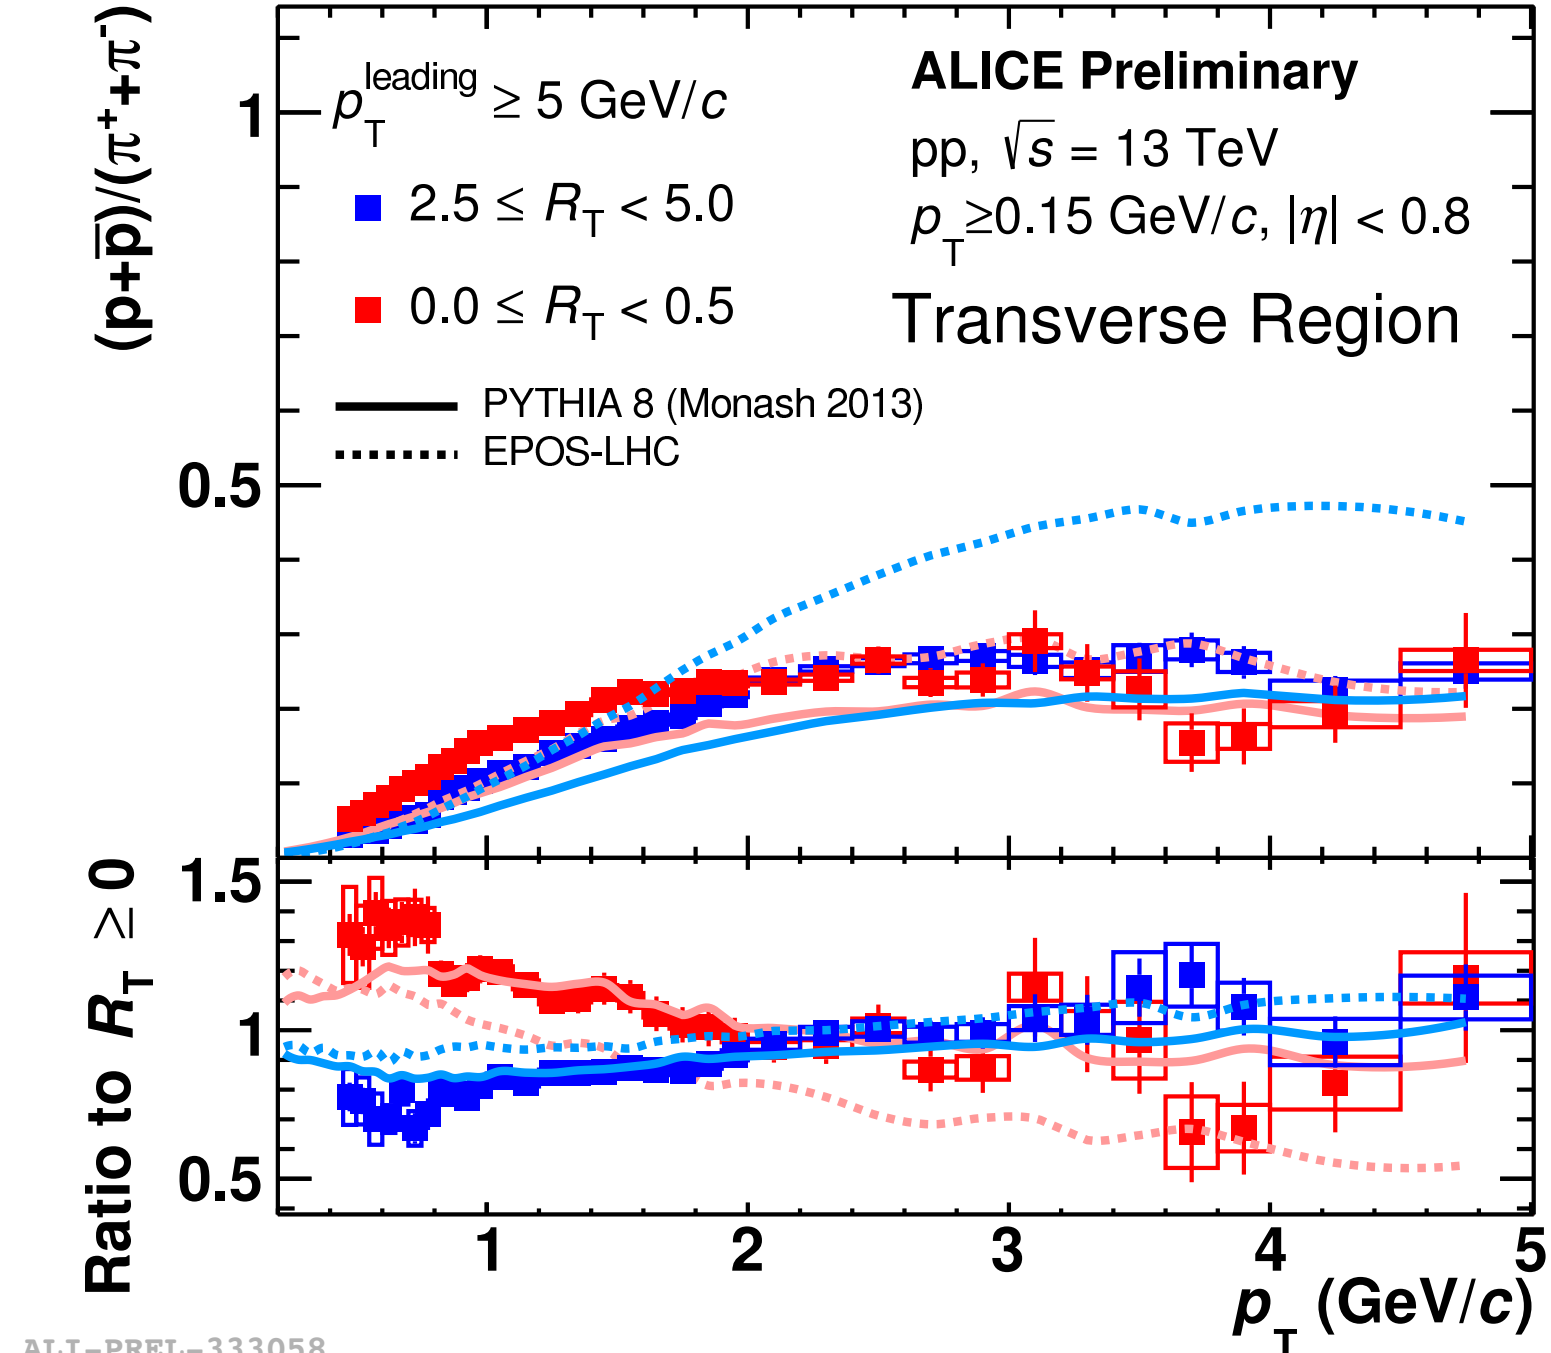 (p+p̅)/(π⁺+π⁻)
1
0.5
p_T^leading ≥ 5 GeV/c
2.5 ≤ R_T < 5.0
0.0 ≤ R_T < 0.5
PYTHIA 8 (Monash 2013)
EPOS-LHC
ALICE Preliminary
pp, √s = 13 TeV
p_T≥0.15 GeV/c, |η| < 0.8
Transverse Region
Ratio to R_T ≥ 0
1.5
1
0.5
1 2 3 4 5
p_T (GeV/c)
ALI-PREL-333058